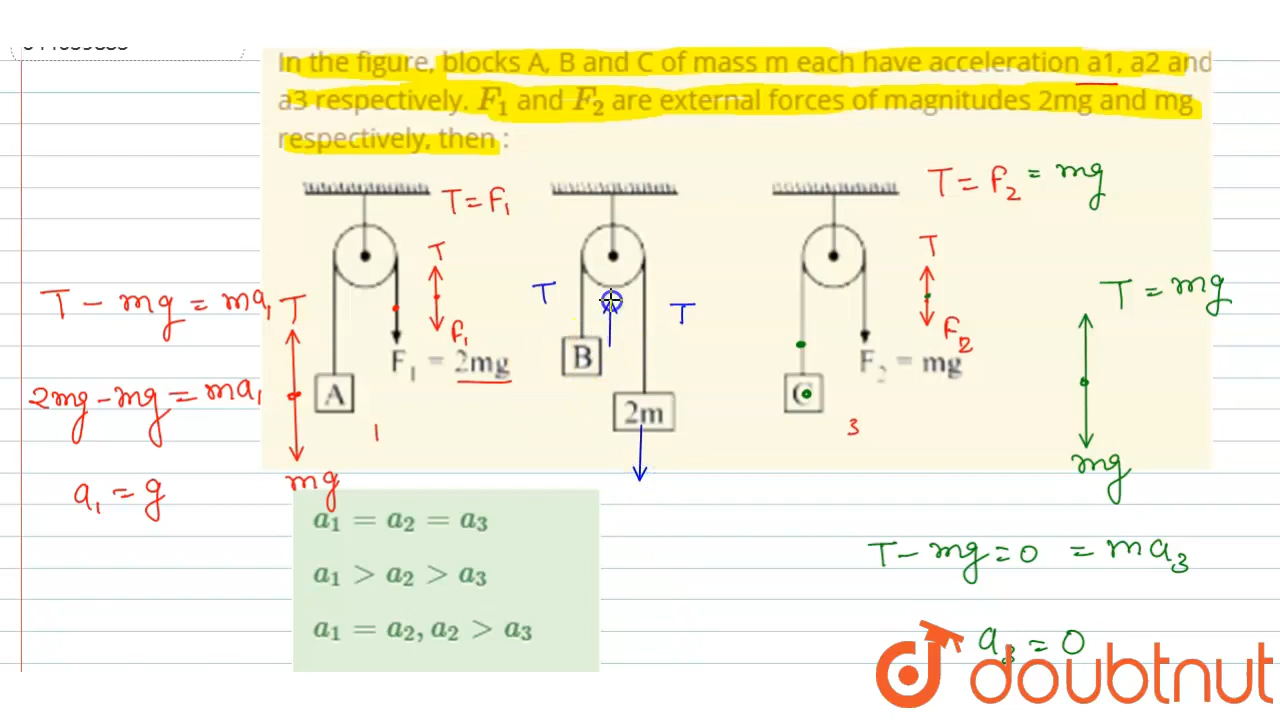 In the figure, blocks A, B and C of mass m each have acceleration a1, a2 and
a3 respectively. F₁ and F₂ are external forces of magnitudes 2mg and mg
respectively, then :
T = F₁
T = F₂ = mg
T
T
T - mg = ma₁
T
T
T
T = mg
F₁
F₂
F₁ = 2mg
B
F₂ = mg
2mg - mg = ma₁
A
2m
C
1
3
mg
mg
a₁ = g
a₁ = a₂ = a₃
T - mg = 0 = ma₃
a₁ > a₂ > a₃
a₁ = a₂, a₂ > a₃
a₃ = 0
doubtnut